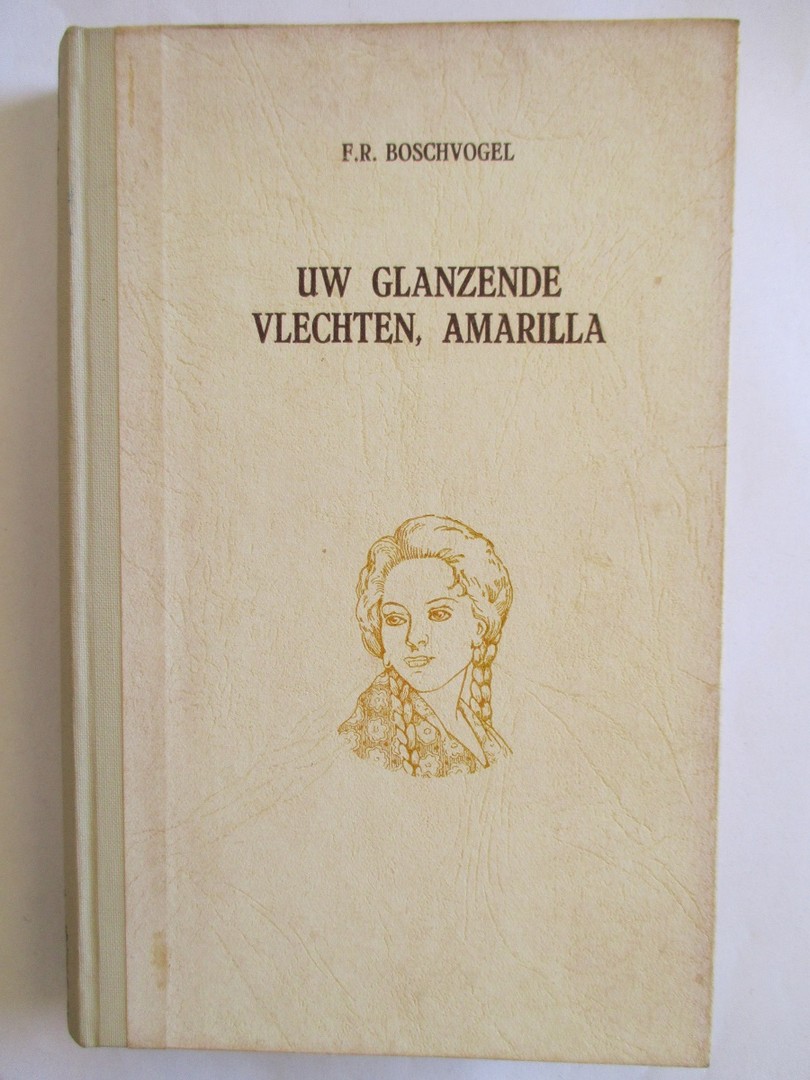 F.R. BOSCHVOGEL
UW GLANZENDE
VLECHTEN, AMARILLA